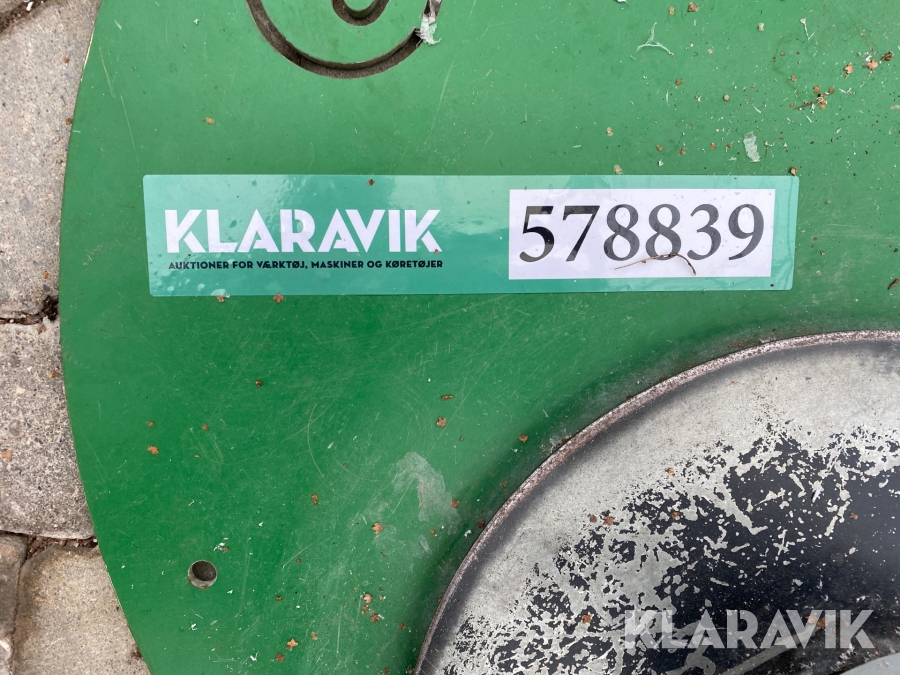 KLARAVIK
AUKTIONER FOR VÆRKTØJ, MASKINER OG KØRETØJER
578839
KLARAVIK